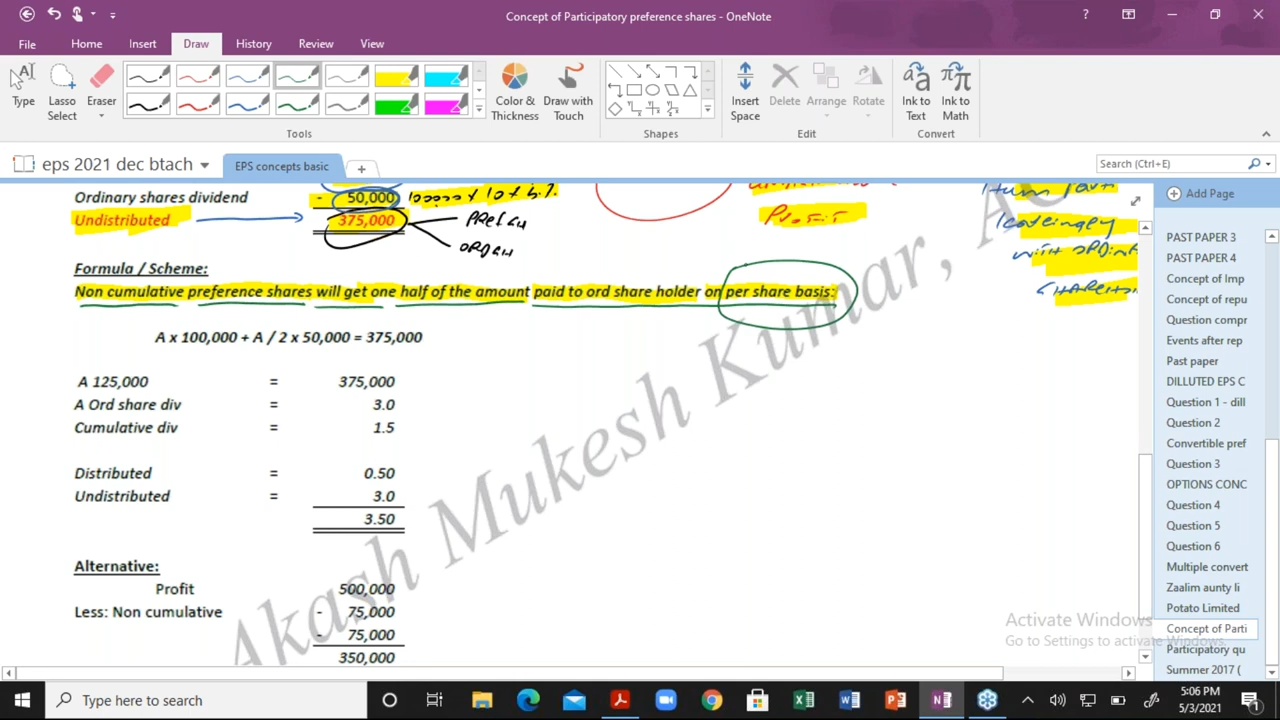 Concept of Participatory preference shares - OneNote
File Home Insert Draw History Review View
Type Lasso Select Eraser Color & Thickness Draw with Touch Insert Space Delete Arrange Rotate Ink to Text Ink to Math
Tools Shapes Edit Convert
eps 2021 dec btach EPS concepts basic Search (Ctrl+E)
Add Page
Ordinary shares dividend - 50,000
Undistributed 375,000
Formula / Scheme:
Non cumulative preference shares will get one half of the amount paid to ord share holder on per share basis:
A x 100,000 + A / 2 x 50,000 = 375,000
A 125,000 = 375,000
A Ord share div = 3.0
Cumulative div = 1.5
Distributed = 0.50
Undistributed = 3.0
3.50
Alternative:
Profit 500,000
Less: Non cumulative - 75,000
- 75,000
350,000
Akash Mukesh Kumar,
PAST PAPER 3
PAST PAPER 4
Concept of Imp
Concept of repu
Question compr
Events after rep
Past paper
DILLUTED EPS C
Question 1 - dill
Question 2
Convertible pref
Question 3
OPTIONS CONC
Question 4
Question 5
Question 6
Multiple convert
Zaalim aunty li
Potato Limited
Concept of Parti
Participatory qu
Summer 2017 (
Activate Windows
Go to Settings to activate Windows.
Type here to search
5:06 PM
5/3/2021